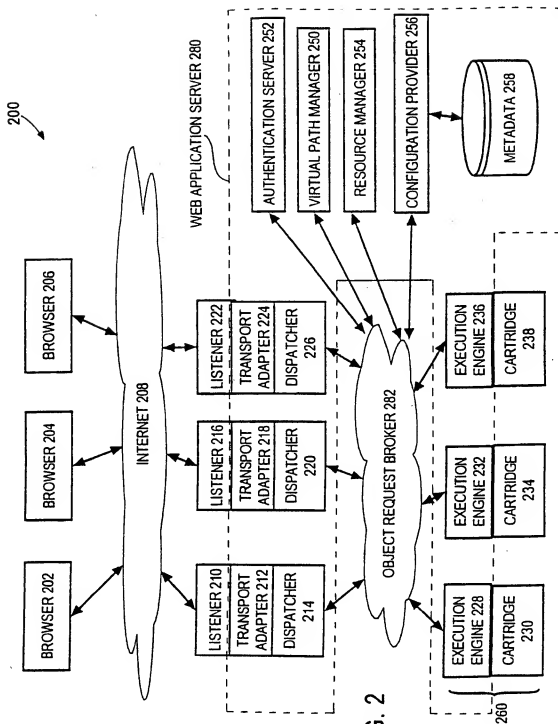 200
BROWSER 202
BROWSER 204
BROWSER 206
INTERNET 208
WEB APPLICATION SERVER 280
LISTENER 210
TRANSPORT
ADAPTER 212
DISPATCHER
214
LISTENER 216
TRANSPORT
ADAPTER 218
DISPATCHER
220
LISTENER 222
TRANSPORT
ADAPTER 224
DISPATCHER
226
AUTHENTICATION SERVER 252
VIRTUAL PATH MANAGER 250
RESOURCE MANAGER 254
CONFIGURATION PROVIDER 256
METADATA 258
OBJECT REQUEST BROKER 282
EXECUTION
ENGINE 228
CARTRIDGE
230
EXECUTION
ENGINE 232
CARTRIDGE
234
EXECUTION
ENGINE 236
CARTRIDGE
238
260
G. 2